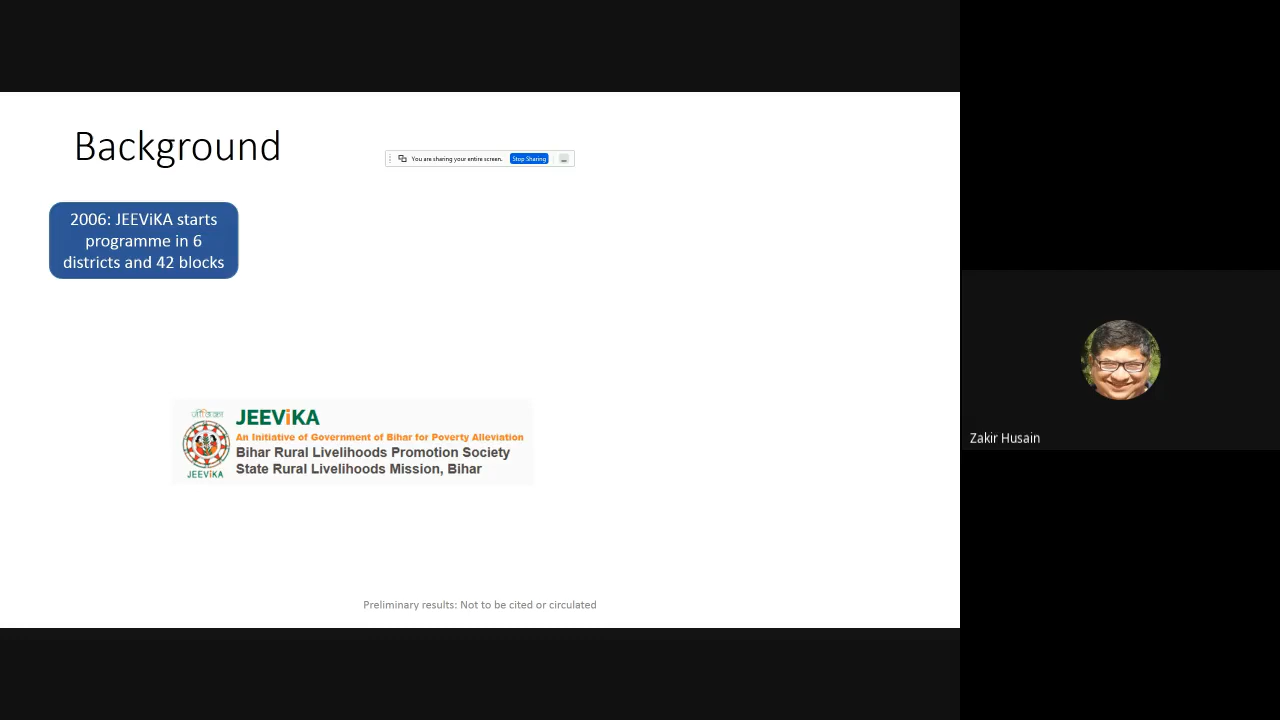 Background
You are sharing your entire screen. Stop Sharing
2006: JEEViKA starts
programme in 6
districts and 42 blocks
JEEViKA
An Initiative of Government of Bihar for Poverty Alleviation
Bihar Rural Livelihoods Promotion Society
State Rural Livelihoods Mission, Bihar
JEEViKA
Zakir Husain
Preliminary results: Not to be cited or circulated